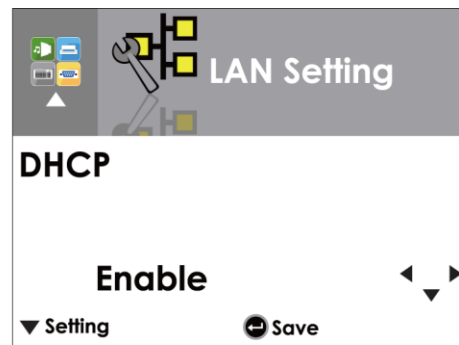 LAN Setting
DHCP
Enable
Setting
Save